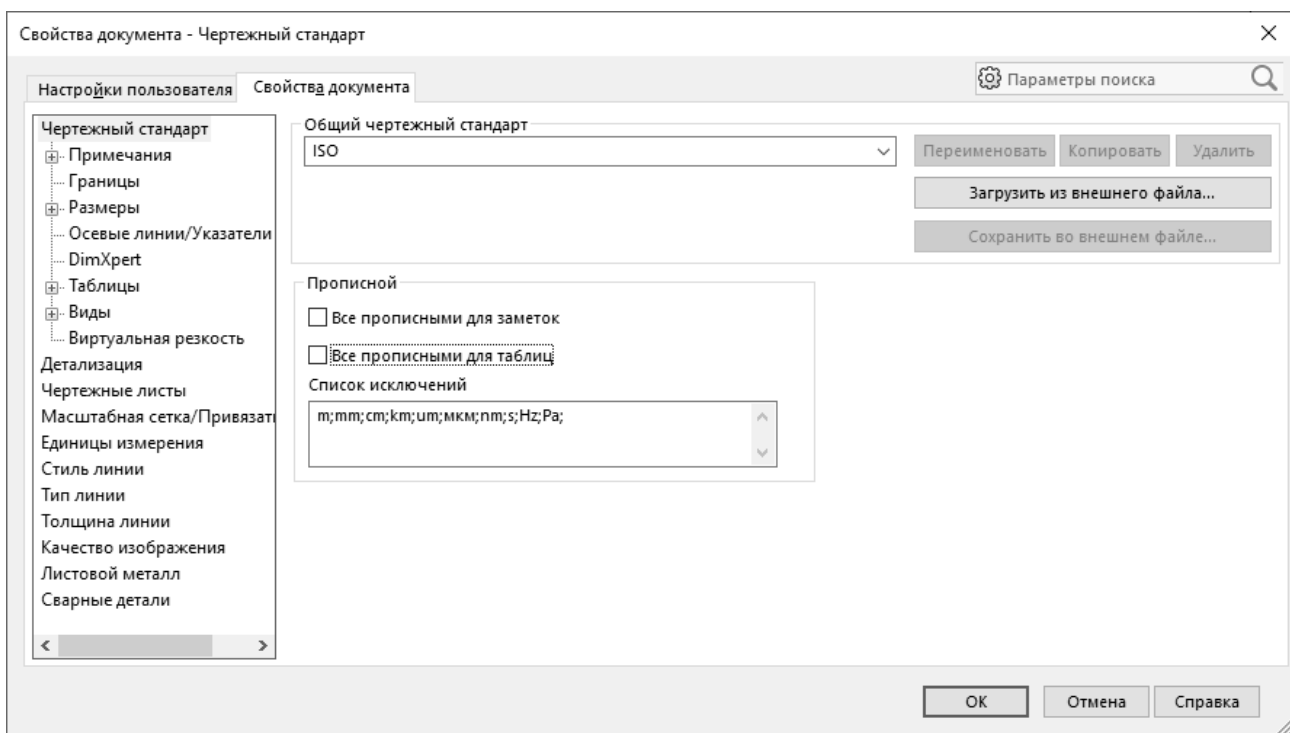 Свойства документа - Чертежный стандарт
Настройки пользователя
Свойства документа
Параметры поиска
Чертежный стандарт
Примечания
Границы
Размеры
Осевые линии/Указатели
DimXpert
Таблицы
Виды
Виртуальная резкость
Детализация
Чертежные листы
Масштабная сетка/Привязат
Единицы измерения
Стиль линии
Тип линии
Толщина линии
Качество изображения
Листовой металл
Сварные детали
Общий чертежный стандарт
ISO
Переименовать
Копировать
Удалить
Загрузить из внешнего файла...
Сохранить во внешнем файле...
Прописной
Все прописными для заметок
Все прописными для таблиц
Список исключений
m;mm;cm;km;um;мкм;nm;s;Hz;Pa;
OK
Отмена
Справка